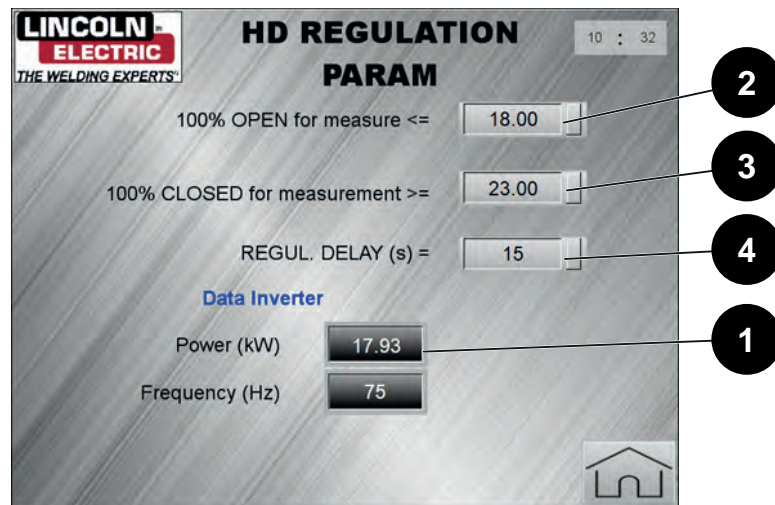 LINCOLN
ELECTRIC
THE WELDING EXPERTS
HD REGULATION
PARAM
10 : 32
100% OPEN for measure <= 18.00
2
100% CLOSED for measurement >= 23.00
3
REGUL. DELAY (s) = 15
4
Data Inverter
Power (kW) 17.93
1
Frequency (Hz) 75